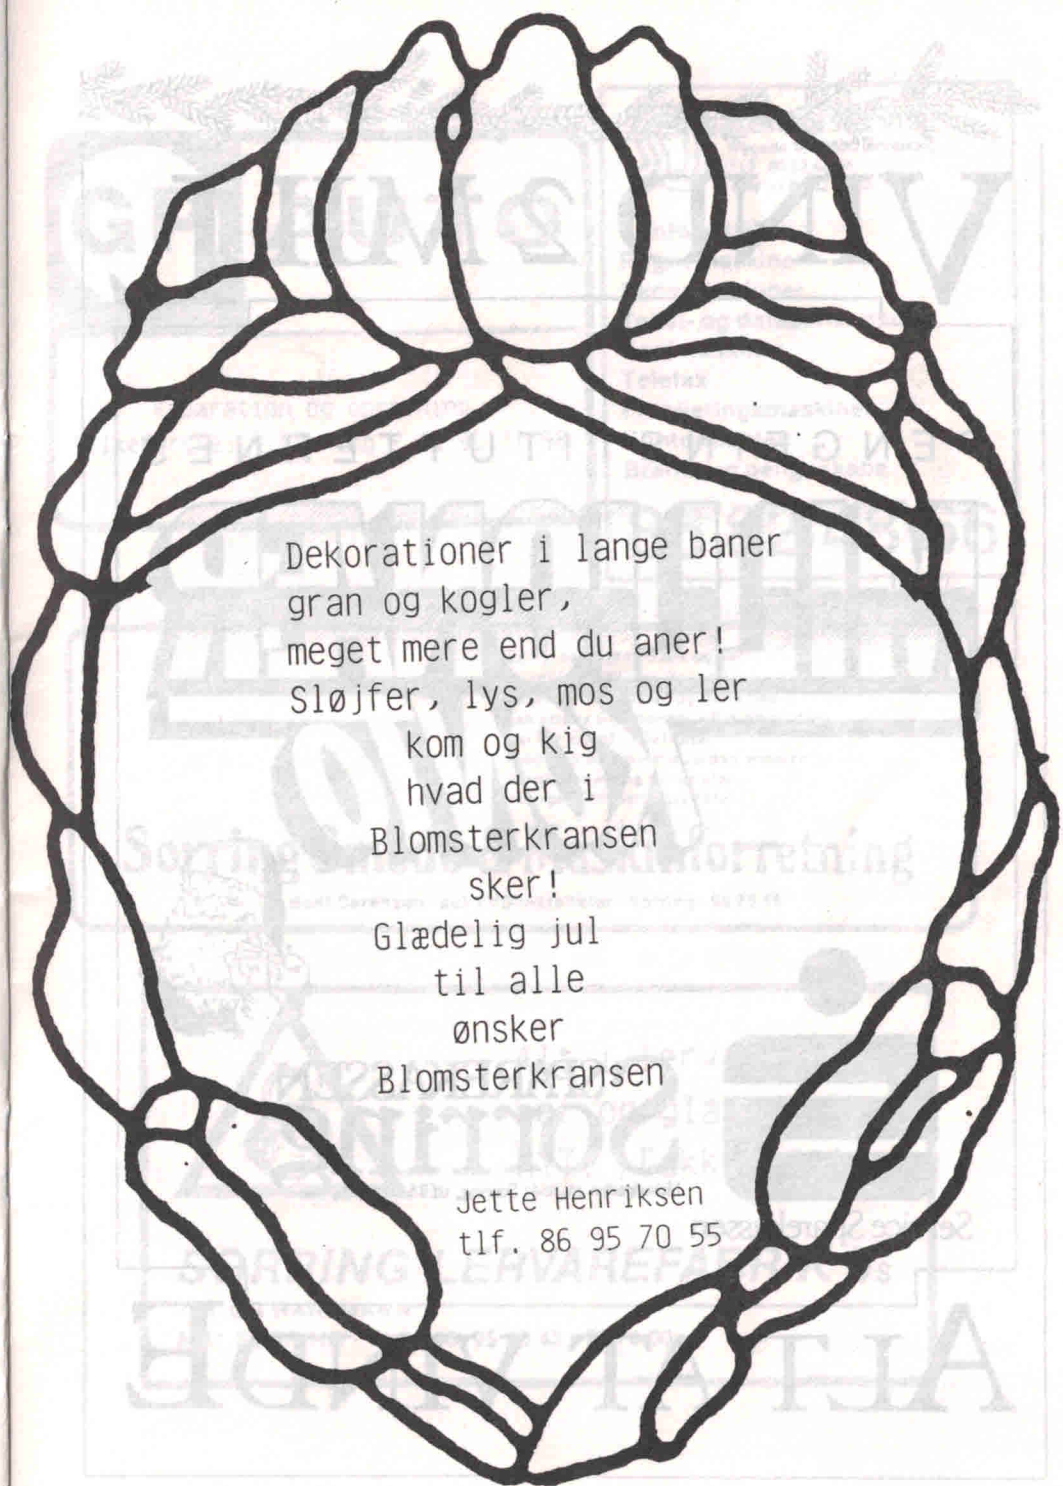 Dekorationer i lange baner
gran og kogler,
meget mere end du aner!
Sløjfer, lys, mos og ler
kom og kig
hvad der i
Blomsterkransen
sker!
Glædelig jul
til alle
ønsker
Blomsterkransen
Jette Henriksen
tlf. 86 95 70 55